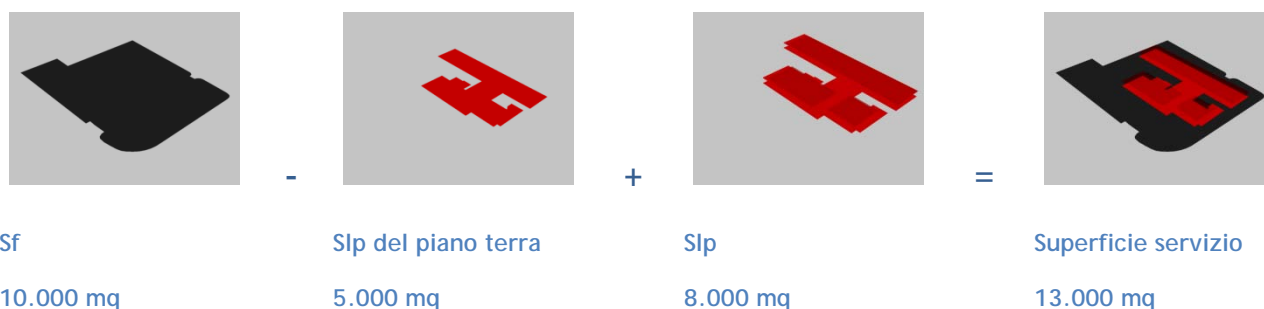 - + =
Sf Slp del piano terra Slp Superficie servizio
10.000 mq 5.000 mq 8.000 mq 13.000 mq